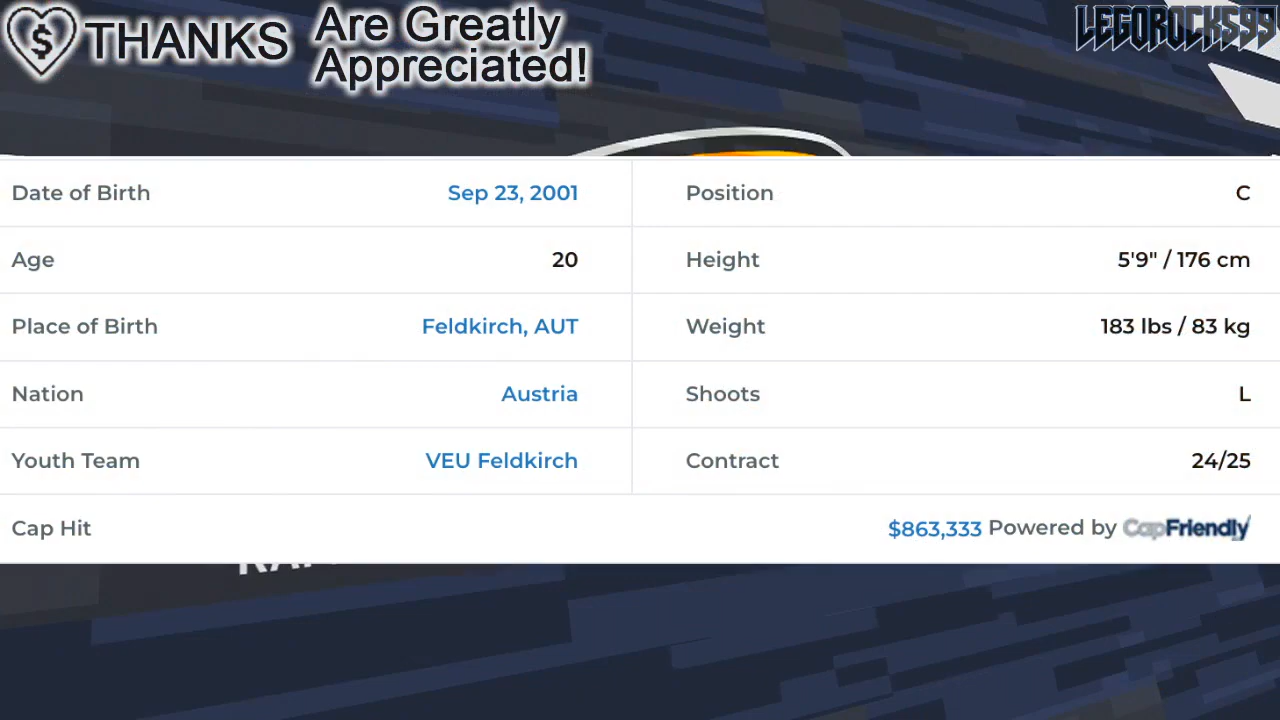 THANKS Are Greatly
Appreciated!
LEGOROCKS99
Date of Birth Sep 23, 2001 Position C
Age 20 Height 5'9" / 176 cm
Place of Birth Feldkirch, AUT Weight 183 lbs / 83 kg
Nation Austria Shoots L
Youth Team VEU Feldkirch Contract 24/25
Cap Hit $863,333 Powered by CapFriendly